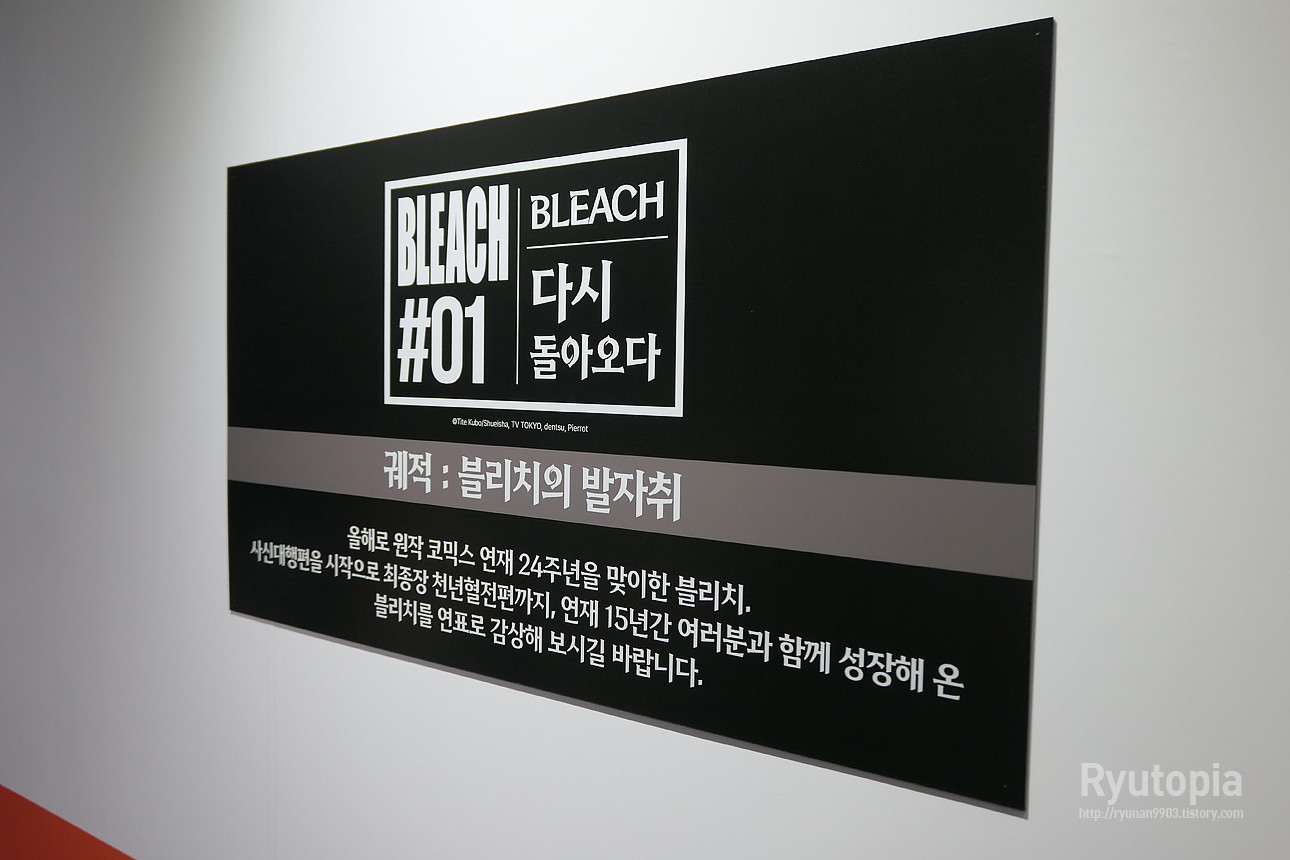 BLEACH
#01
BLEACH
다시
돌아오다
©Tite Kubo/Shueisha, TV TOKYO, dentsu, Pierrot
궤적 : 블리치의 발자취
올해로 원작 코믹스 연재 24주년을 맞이한 블리치.
사신대행편을 시작으로 최종장 천년혈전편까지, 연재 15년간 여러분과 함께 성장해 온
블리치를 연표로 감상해 보시길 바랍니다.
Ryutopia
http://ryunan9903.tistory.com